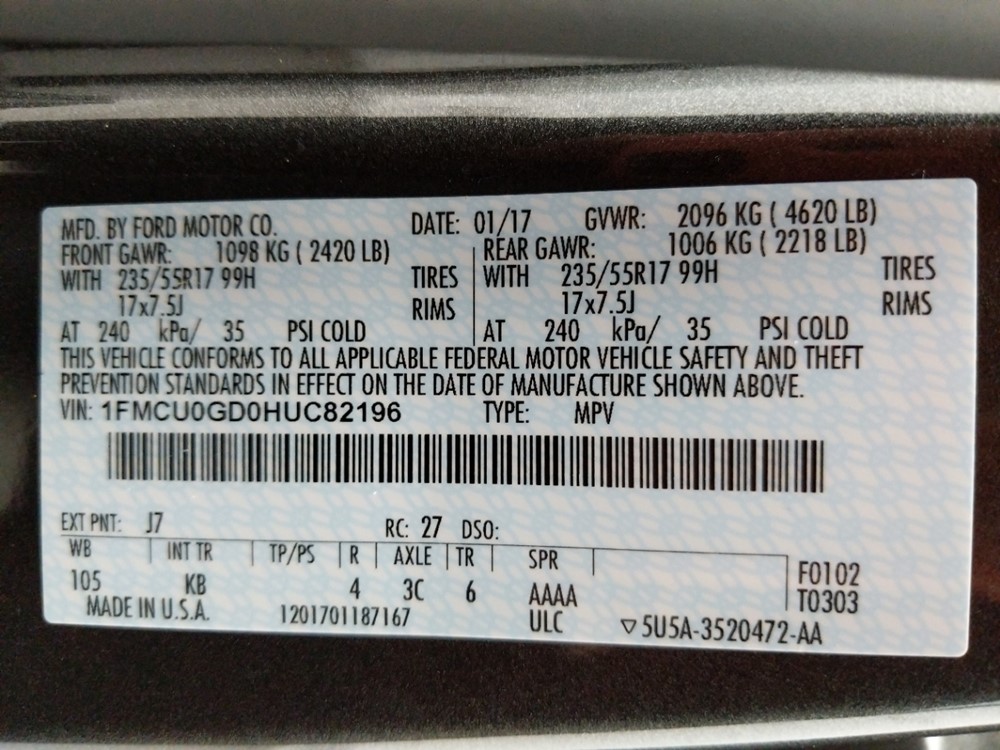 MFD. BY FORD MOTOR CO. DATE: 01/17 GVWR: 2096 KG ( 4620 LB)
FRONT GAWR: 1098 KG ( 2420 LB) REAR GAWR: 1006 KG ( 2218 LB)
WITH 235/55R17 99H TIRES WITH 235/55R17 99H TIRES
17x7.5J RIMS 17x7.5J RIMS
AT 240 kPa/ 35 PSI COLD AT 240 kPa/ 35 PSI COLD
THIS VEHICLE CONFORMS TO ALL APPLICABLE FEDERAL MOTOR VEHICLE SAFETY AND THEFT
PREVENTION STANDARDS IN EFFECT ON THE DATE OF MANUFACTURE SHOWN ABOVE.
VIN: 1FMCU0GD0HUC82196 TYPE: MPV
EXT PNT: J7 RC: 27 DSO:
WB INT TR TP/PS R AXLE TR SPR F0102
105 KB 4 3C 6 AAAA T0303
MADE IN U.S.A. 1201701187167 ULC ▽5U5A-3520472-AA